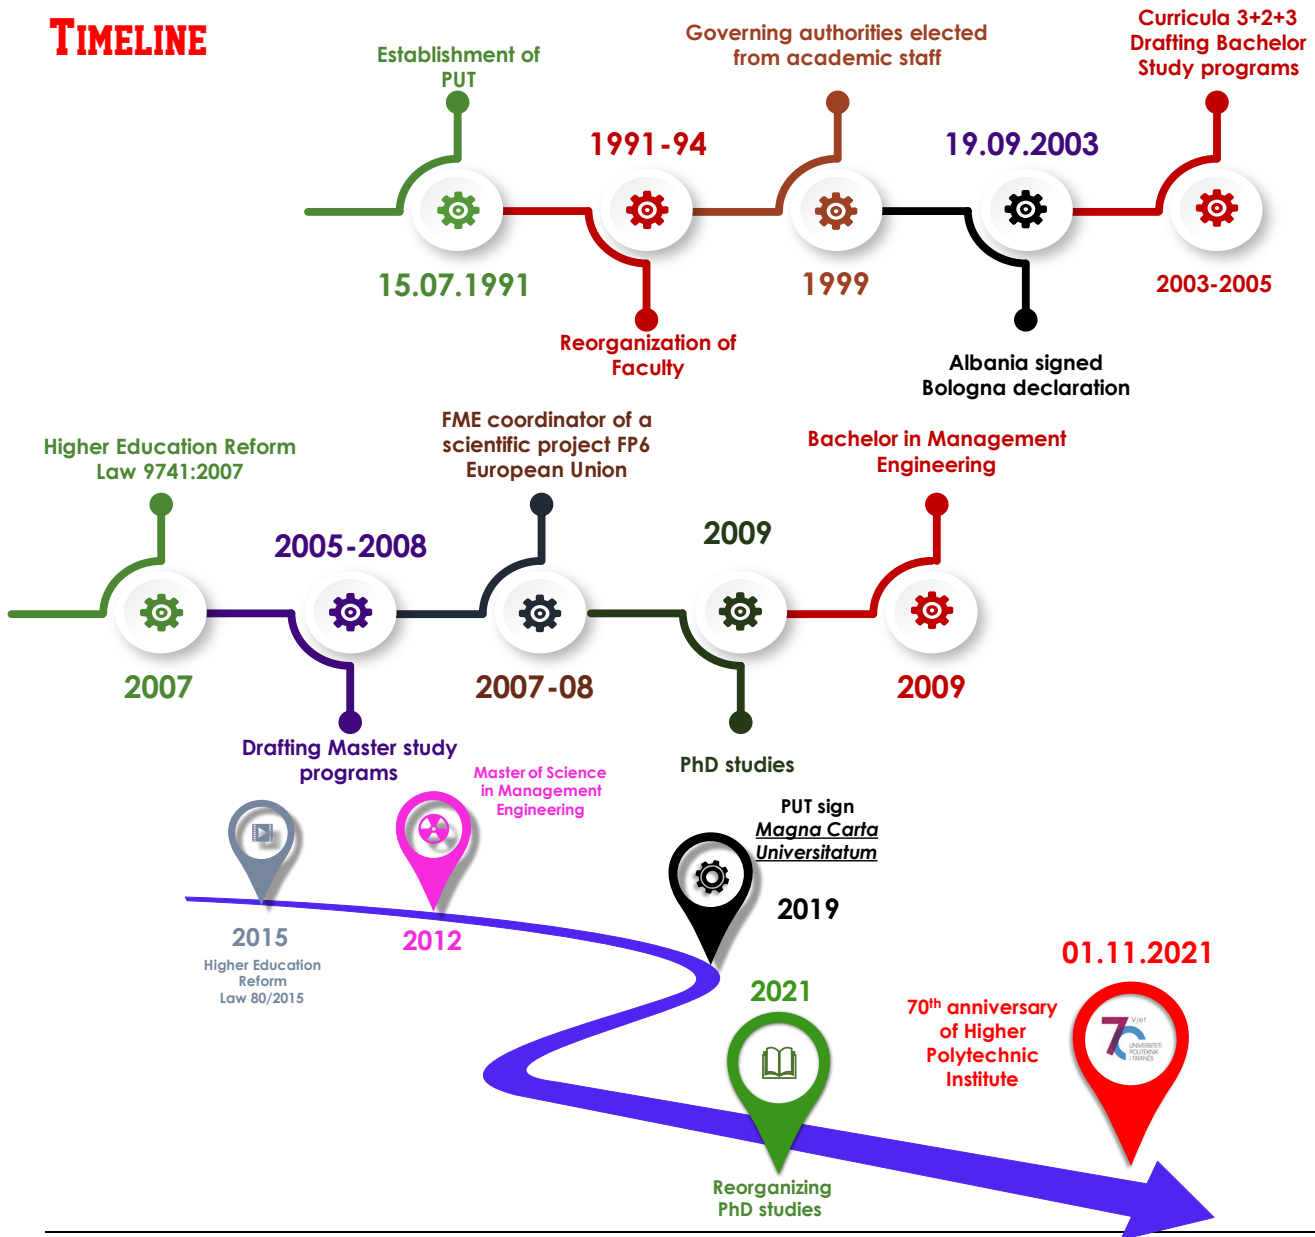 TIMELINE
Establishment of
PUT
15.07.1991
1991-94
Reorganization of
Faculty
Governing authorities elected
from academic staff
1999
19.09.2003
Albania signed
Bologna declaration
Curricula 3+2+3
Drafting Bachelor
Study programs
2003-2005
Higher Education Reform
Law 9741:2007
2007
2005-2008
Drafting Master study
programs
FME coordinator of a
scientific project FP6
European Union
2007-08
2009
PhD studies
Bachelor in Management
Engineering
2009
2015
Higher Education
Reform
Law 80/2015
Master of Science
in Management
Engineering
2012
PUT sign
Magna Carta
Universitatum
2019
2021
Reorganizing
PhD studies
01.11.2021
70th anniversary
of Higher
Polytechnic
Institute
70 Vjet
UNIVERSITETI
POLITEKNIK
I TIRANËS